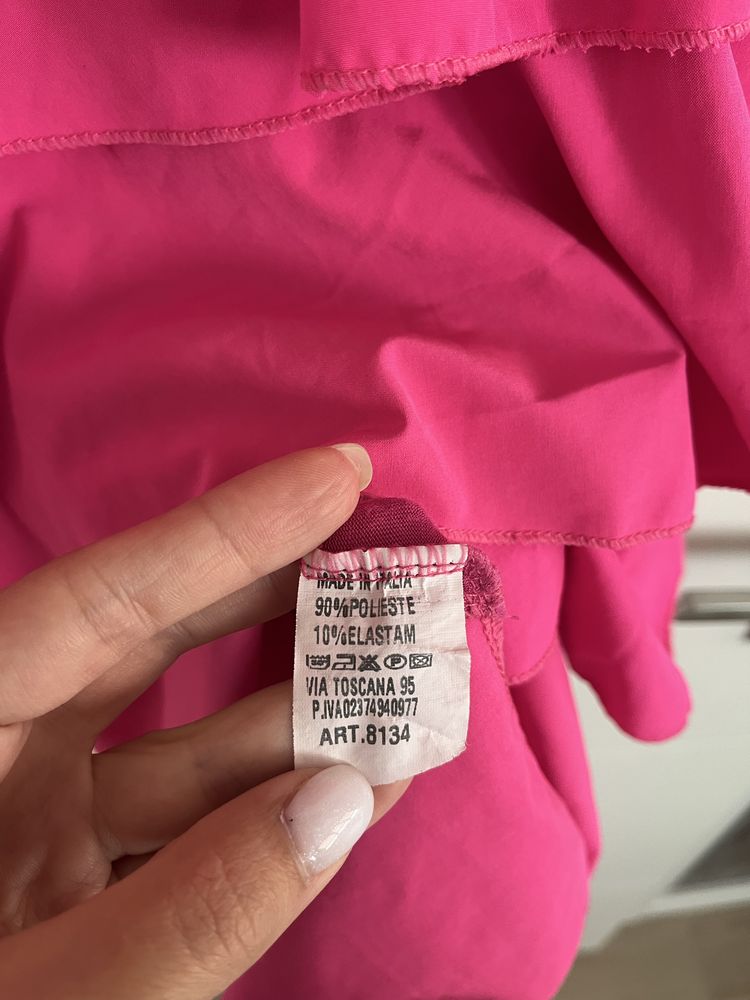 MADE IN ITALIA
90%POLIESTE
10%ELASTAM
VIA TOSCANA 95
P.IVA02374940977
ART.8134